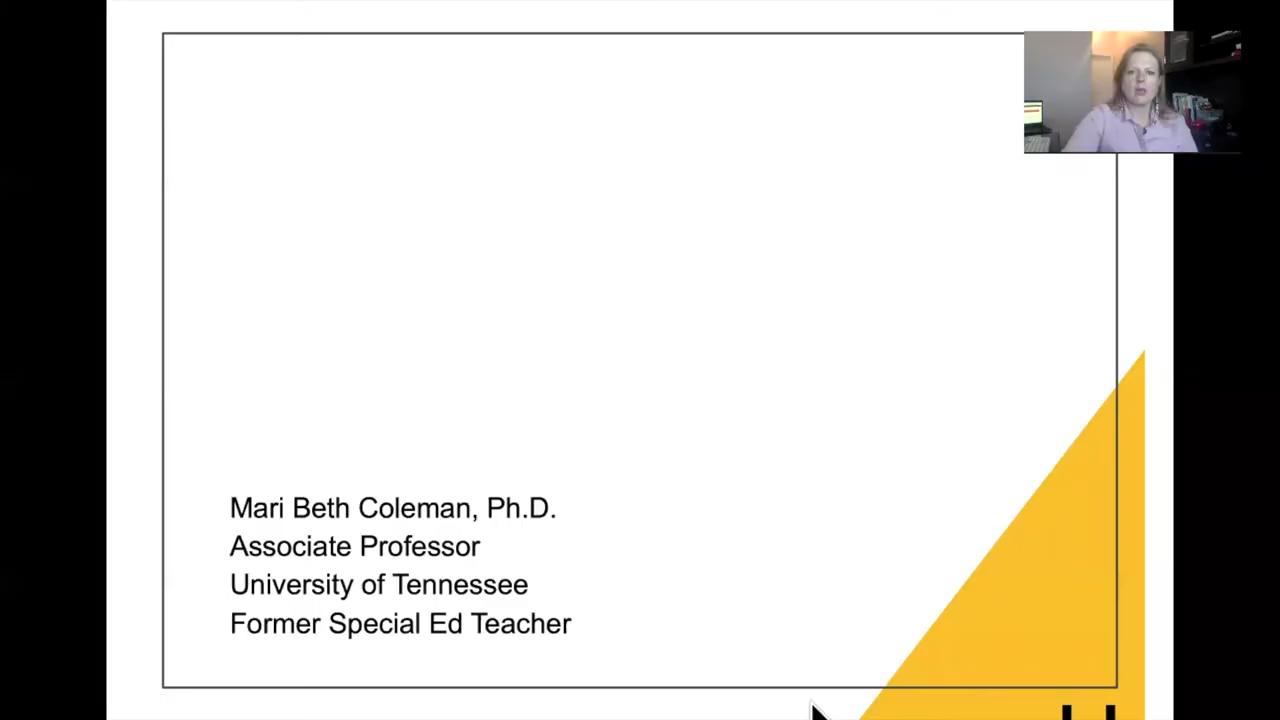 Mari Beth Coleman, Ph.D.
Associate Professor
University of Tennessee
Former Special Ed Teacher